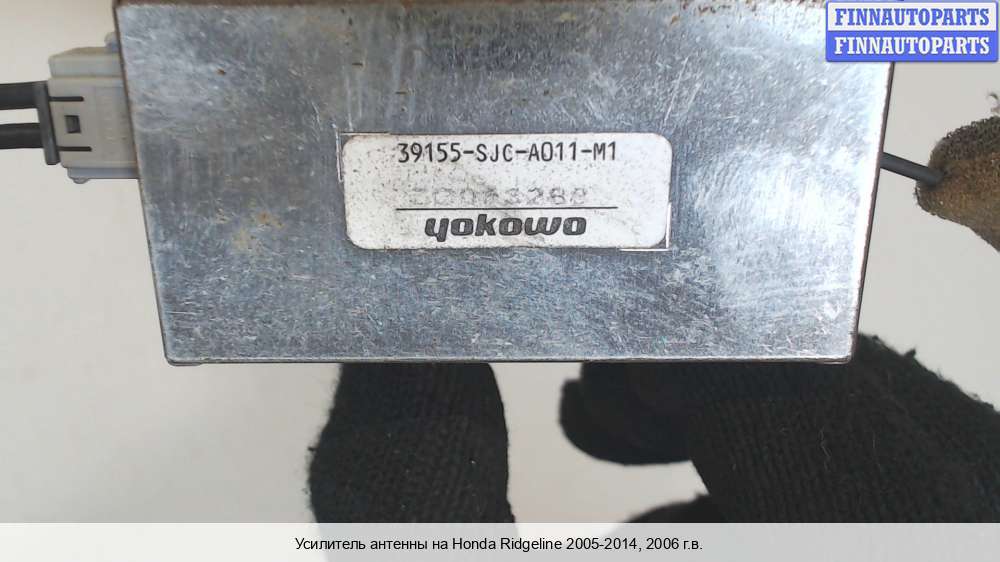 FINNAUTOPARTS
FINNAUTOPARTS
39155-SJC-A011-M1
yokowo
Усилитель антенны на Honda Ridgeline 2005-2014, 2006 г.в.